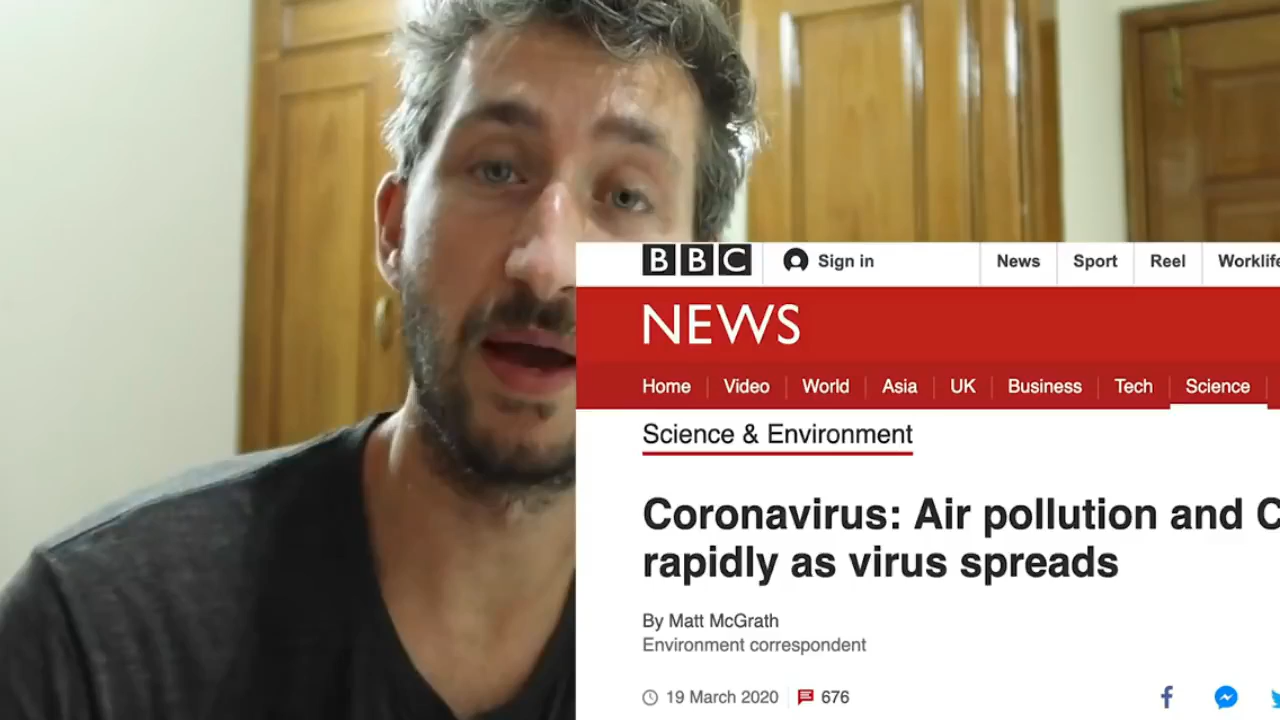 BBC Sign in News Sport Reel Worklife
NEWS
Home Video World Asia UK Business Tech Science
Science & Environment
Coronavirus: Air pollution and C
rapidly as virus spreads
By Matt McGrath
Environment correspondent
19 March 2020 676